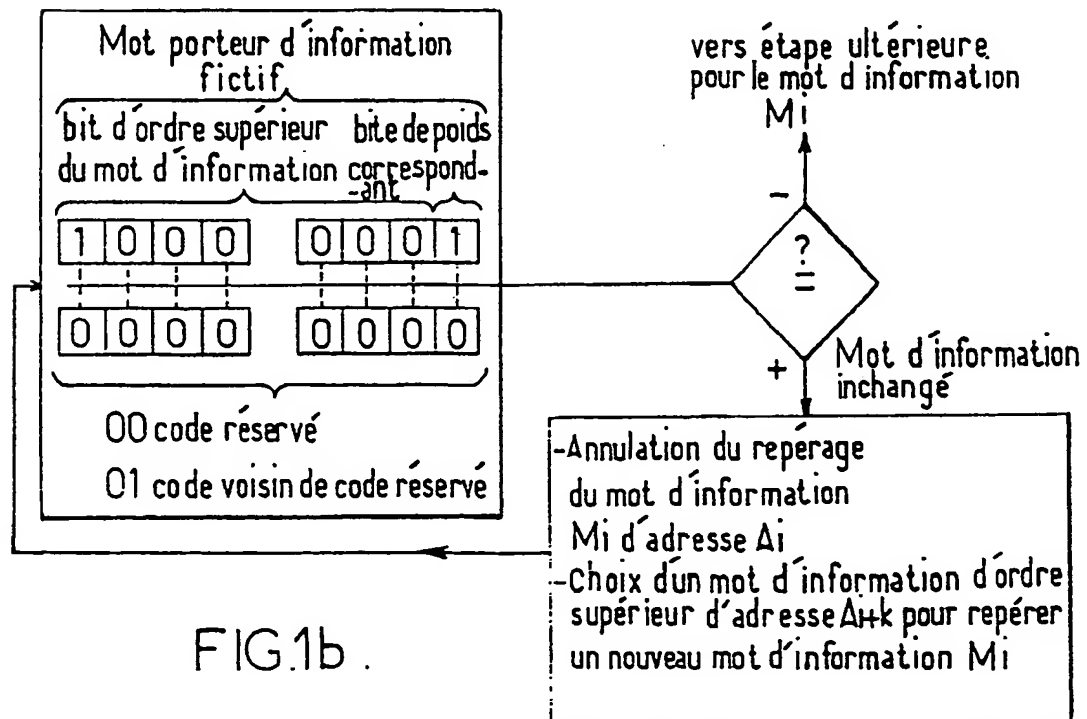 Mot porteur d'information
fictif
bit d'ordre supérieur bite de poids
du mot d'information correspond-
-ant
1 0 0 0 0 0 0 1
0 0 0 0 0 0 0 0
00 code réservé
01 code voisin de code réservé
vers étape ultérieure
pour le mot d'information
Mi
-
?
=
+
Mot d'information
inchangé
-Annulation du repérage
du mot d'information
Mi d'adresse Ai
-Choix d'un mot d'information d'ordre
supérieur d'adresse Ai+k pour repérer
un nouveau mot d'information Mi
FIG.1b.